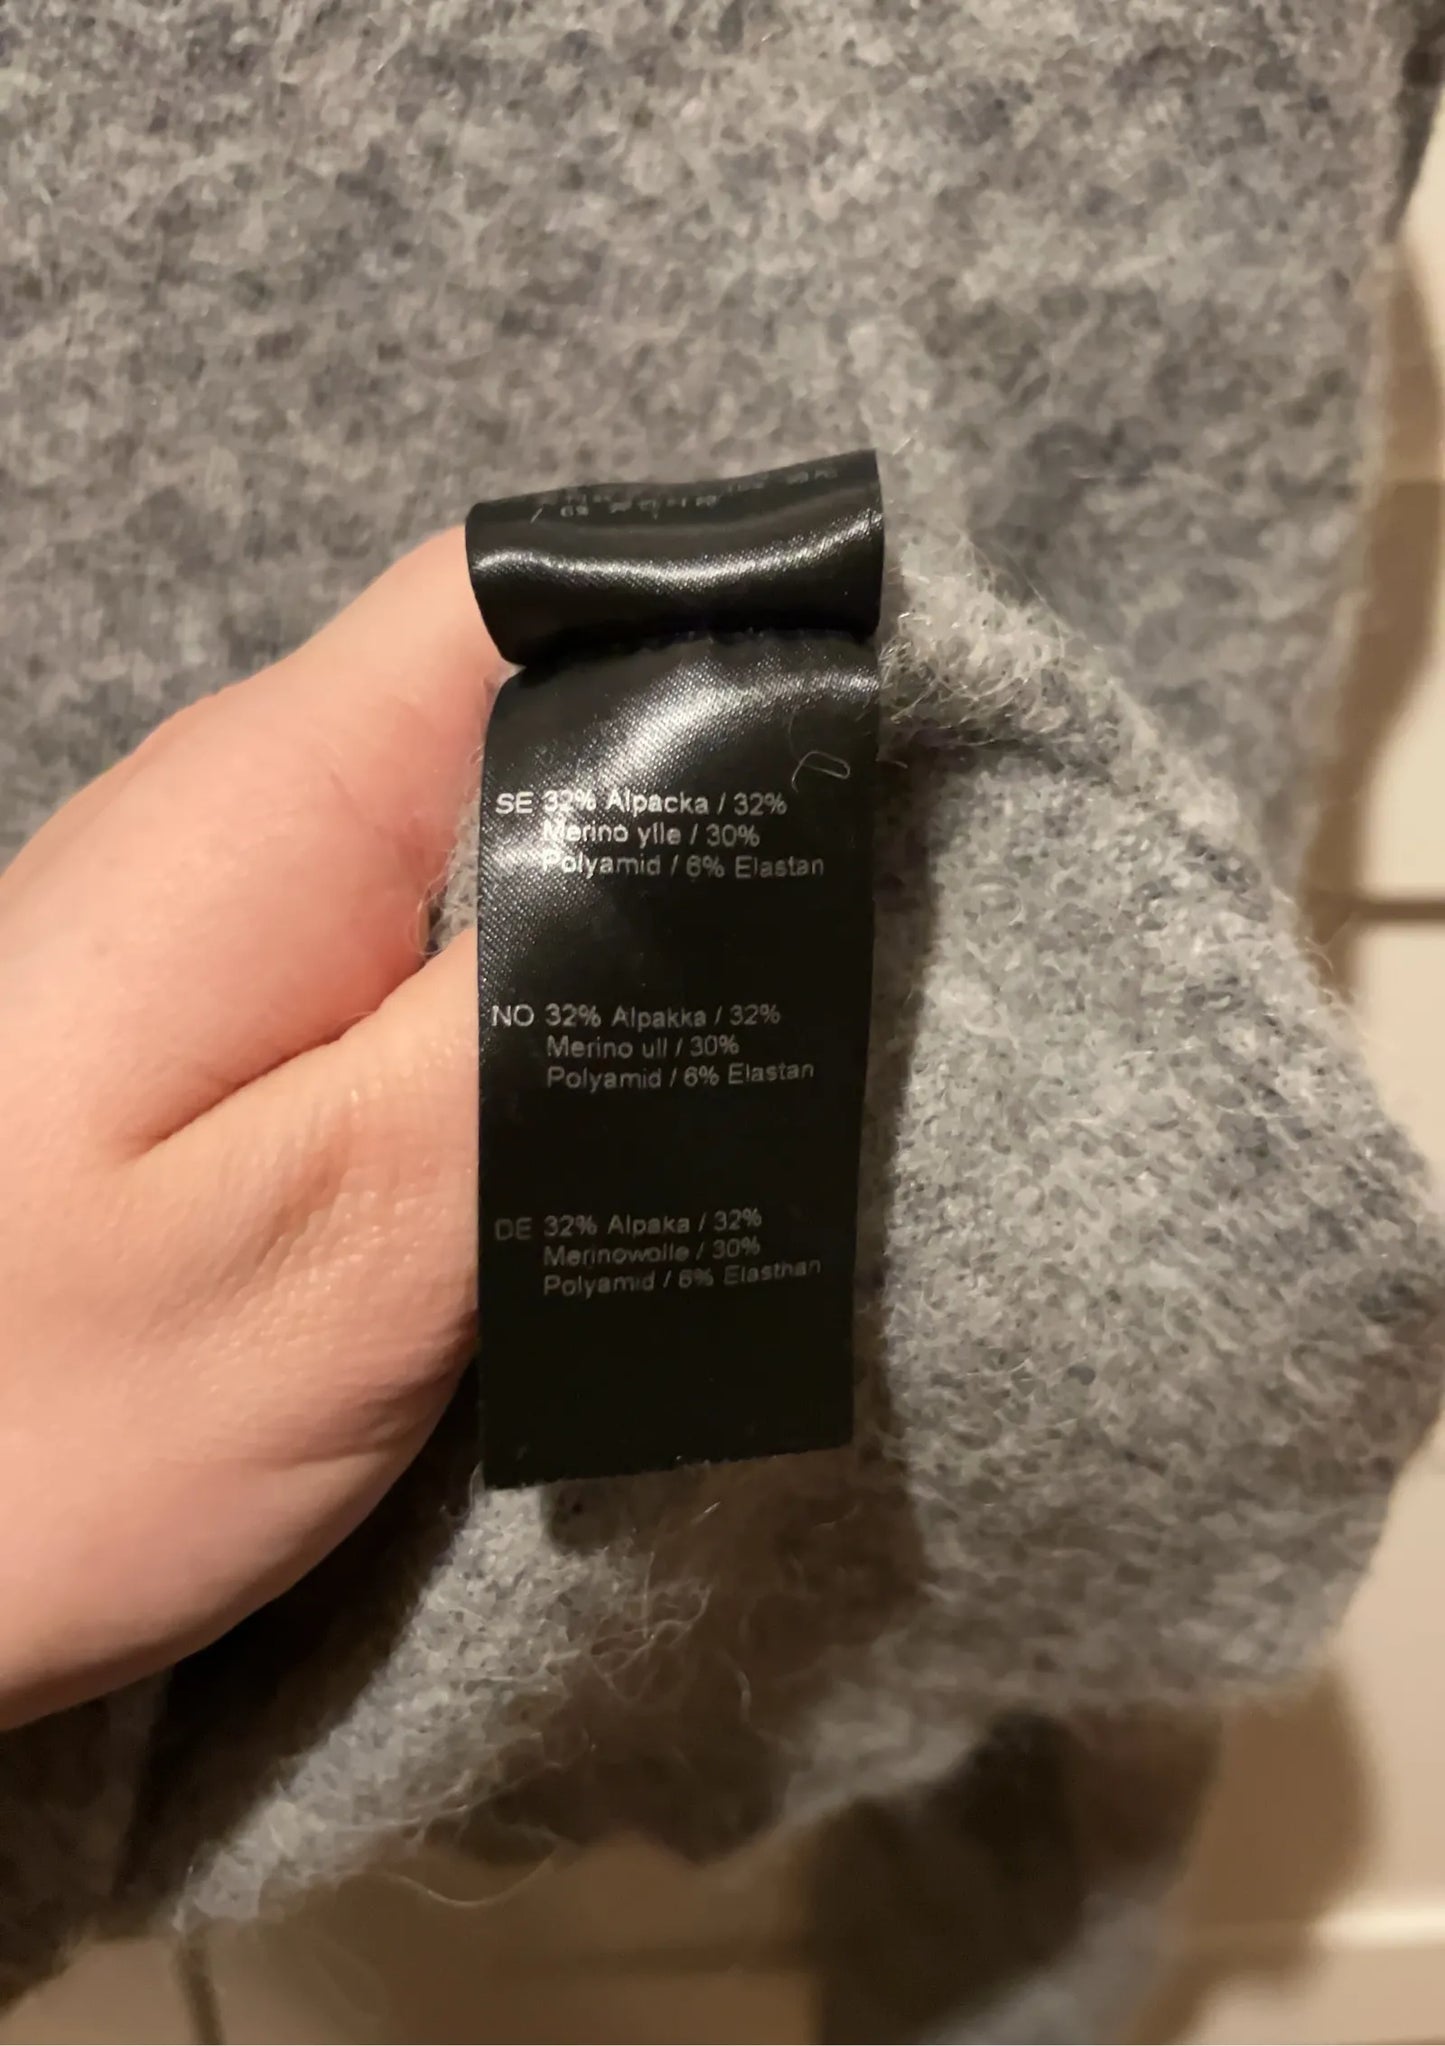 SE 32% Alpacka / 32%
Merino ylle / 30%
Polyamid / 6% Elastan
NO 32% Alpakka / 32%
Merino ull / 30%
Polyamid / 6% Elastan
DE 32% Alpaka / 32%
Merinowolle / 30%
Polyamid / 6% Elasthan